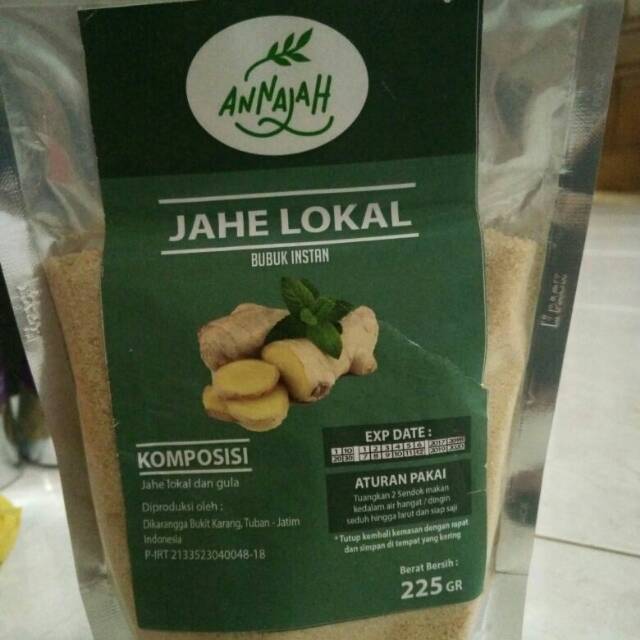 ANNAJAH
JAHE LOKAL
BUBUK INSTAN
KOMPOSISI
Jahe lokal dan gula
Diproduksi oleh :
Dikarangga Bukit Karang, Tuban - Jatim
Indonesia
P-IRT 2133523040048-18
EXP DATE :
ATURAN PAKAI
Tuangkan 2 Sendok makan
kedalam air hangat / dingin
seduh hingga larut dan siap saji
* Tutup kembali kemasan dengan rapat
dan simpan di tempat yang kering
Berat Bersih :
225 GR